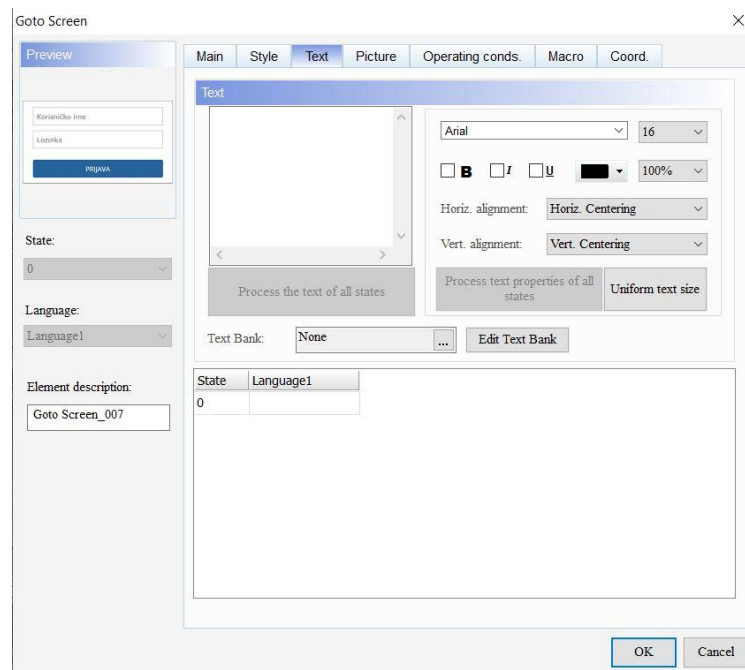 Goto Screen
Preview
Korisničko ime
Lozinka
PRIJAVA
State:
0
Language:
Language1
Element description:
Goto Screen_007
Main Style Text Picture Operating conds. Macro Coord.
Text
Process the text of all states
Arial 16
B I U 100%
Horiz. alignment: Horiz. Centering
Vert. alignment: Vert. Centering
Process text properties of all
states
Uniform text size
Text Bank: None ... Edit Text Bank
State Language1
0
OK Cancel